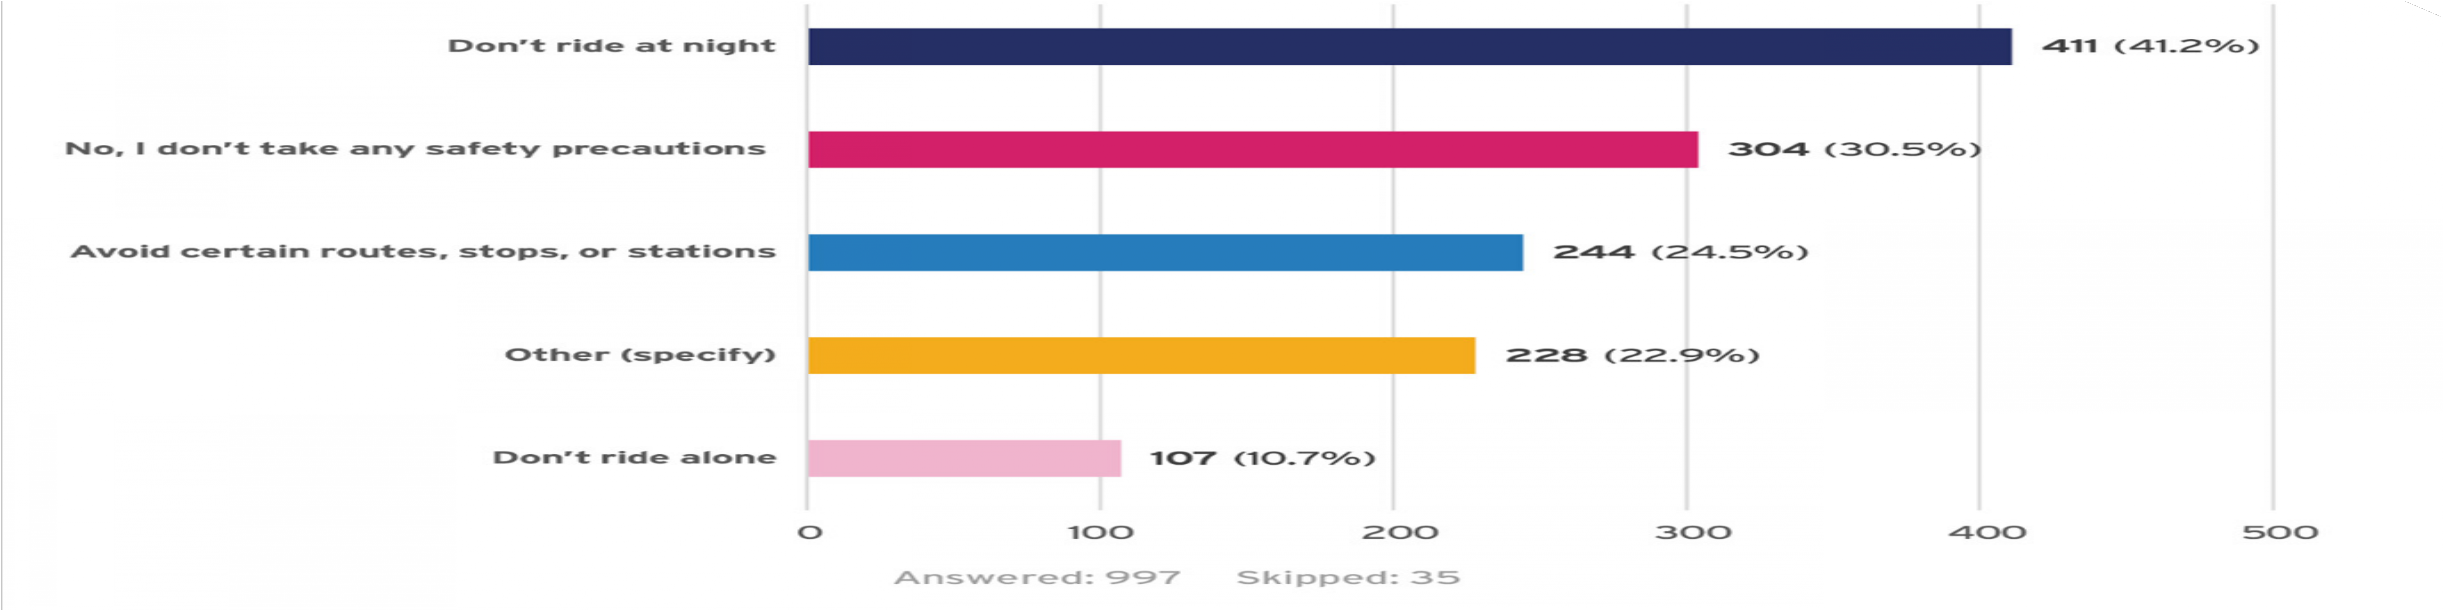 Don't ride at night 411 (41.2%)
No, I don't take any safety precautions 304 (30.5%)
Avoid certain routes, stops, or stations 244 (24.5%)
Other (specify) 228 (22.9%)
Don't ride alone 107 (10.7%)
0 100 200 300 400 500
Answered: 997 Skipped: 35